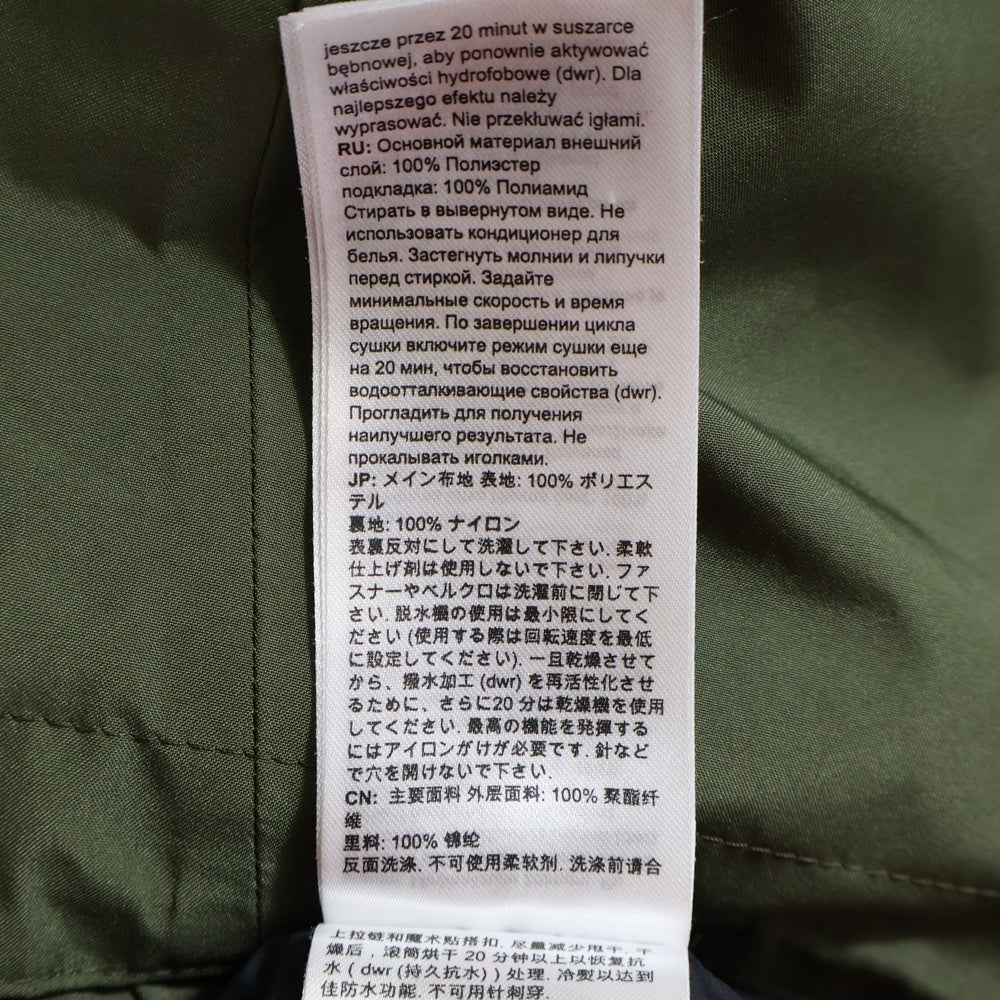 jeszcze przez 20 minut w suszarce
bębnowej, aby ponownie aktywować
właściwości hydrofobowe (dwr). Dla
najlepszego efektu należy
wyprasować. Nie przekłuwać igłami.
RU: Основной материал внешний
слой: 100% Полиэстер
подкладка: 100% Полиамид
Стирать в вывернутом виде. Не
использовать кондиционер для
белья. Застегнуть молнии и липучки
перед стиркой. Задайте
минимальные скорость и время
вращения. По завершении цикла
сушки включите режим сушки еще
на 20 мин, чтобы восстановить
водоотталкивающие свойства (dwr).
Прогладить для получения
наилучшего результата. Не
прокалывать иголками.
JP: メイン布地 表地: 100% ポリエス
テル
裏地: 100% ナイロン
表裏反対にして洗濯して下さい. 柔軟
仕上げ剤は使用しないで下さい. ファ
スナーやベルクロは洗濯前に閉じて下
さい. 脱水機の使用は最小限にしてく
ださい (使用する際は回転速度を最低
に設定してください). 一旦乾燥させて
から、撥水加工 (dwr) を再活性化させ
るために、さらに20 分は乾燥機を使用
してください. 最高の機能を発揮する
にはアイロンがけが必要です. 針など
で穴を開けないで下さい.
CN: 主要面料 外层面料: 100% 聚酯纤
维
里料: 100% 锦纶
反面洗涤. 不可使用柔软剂. 洗涤前请合
上拉链和魔术贴搭扣. 尽量减少甩干. 干
燥后，滚筒烘干 20 分钟以上以恢复抗
水 ( dwr (持久抗水) ) 处理. 冷熨以达到
佳防水功能. 不可用针刺穿.